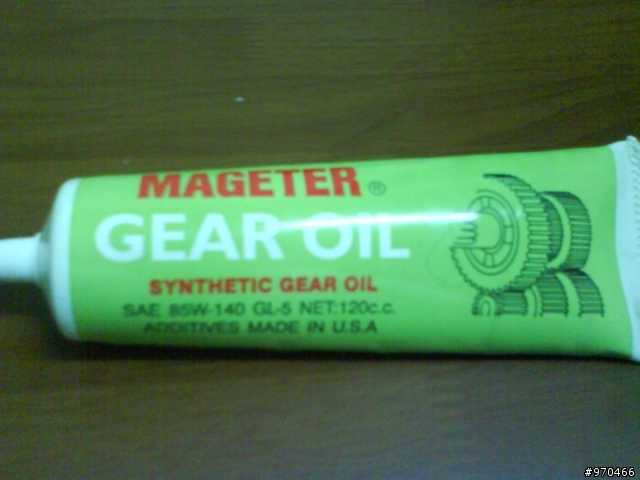 MAGETER®
GEAR OIL
SYNTHETIC GEAR OIL
SAE 85W-140 GL-5 NET:120c.c.
ADDITIVES MADE IN U.S.A
#970466